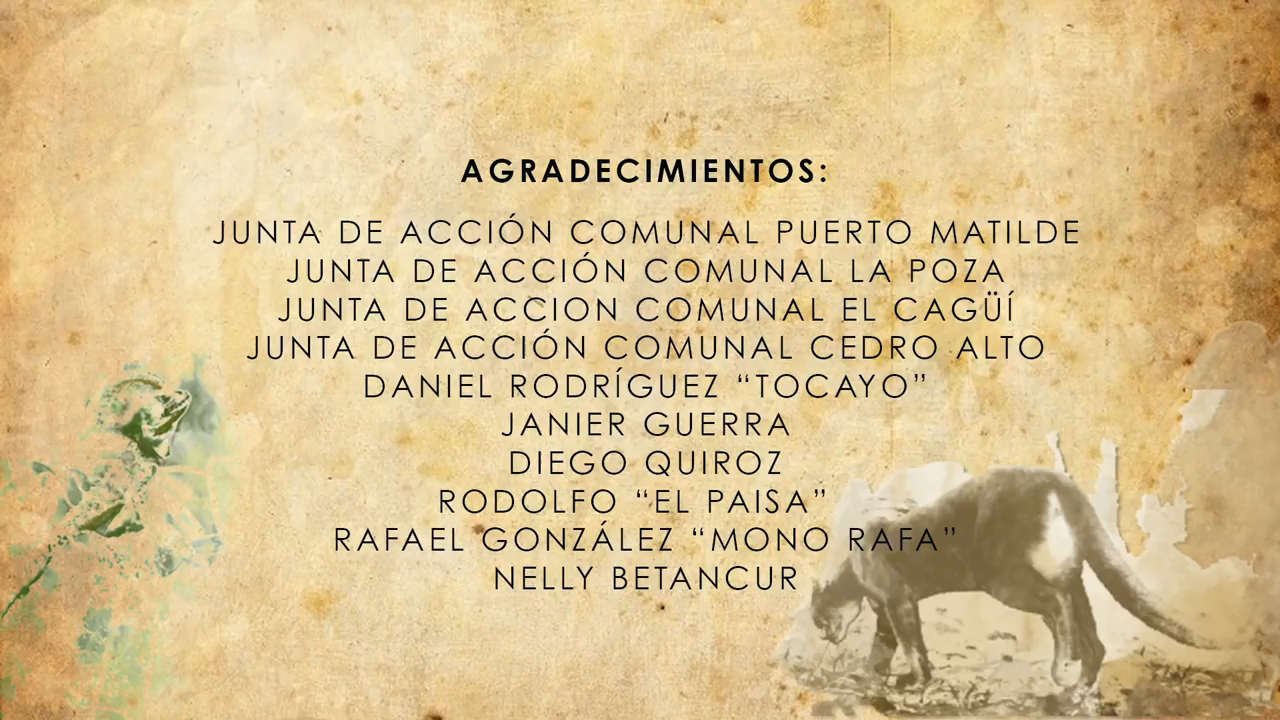 AGRADECIMIENTOS:
JUNTA DE ACCIÓN COMUNAL PUERTO MATILDE
JUNTA DE ACCIÓN COMUNAL LA POZA
JUNTA DE ACCION COMUNAL EL CAGÜÍ
JUNTA DE ACCIÓN COMUNAL CEDRO ALTO
DANIEL RODRÍGUEZ “TOCAYO”
JANIER GUERRA
DIEGO QUIROZ
RODOLFO “EL PAISA”
RAFAEL GONZÁLEZ “MONO RAFA”
NELLY BETANCUR